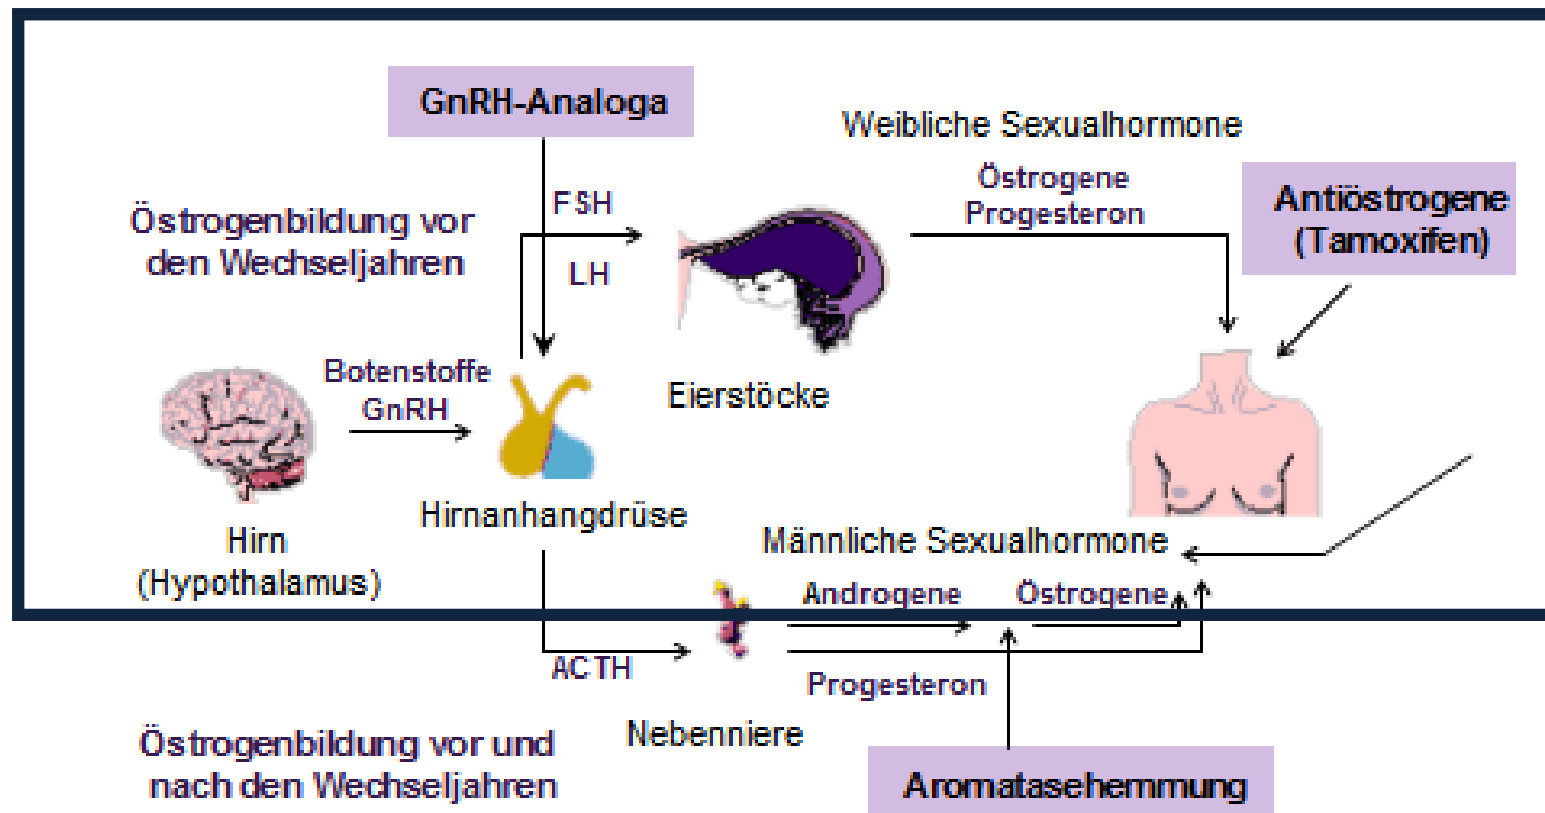 GnRH-Analoga
Weibliche Sexualhormone
Östrogene
Progesteron
Antiöstrogene
(Tamoxifen)
FSH
LH
Östrogenbildung vor
den Wechseljahren
Botenstoffe
GnRH
Eierstöcke
Hirnanhangdrüse
Hirn
(Hypothalamus)
Männliche Sexualhormone
Androgene
Östrogene
ACTH
Progesteron
Nebenniere
Östrogenbildung vor und
nach den Wechseljahren
Aromatasehemmung